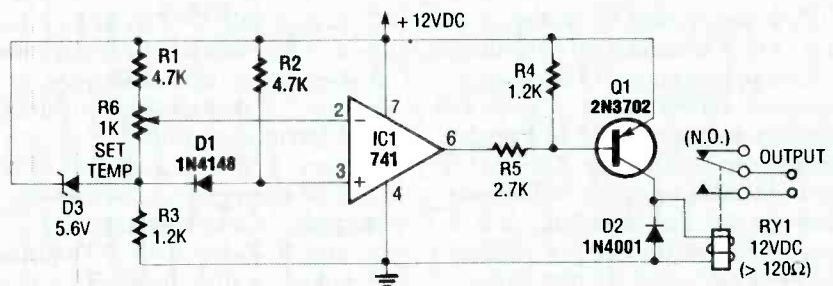 + 12VDC
R1
4.7K
R2
4.7K
R4
1.2K
Q1
2N3702
R6
1K
SET
TEMP
D1
1N4148
2
7
IC1
741
6
3
4
(N.O.)
OUTPUT
R5
2.7K
D3
5.6V
R3
1.2K
D2
1N4001
RY1
12VDC
(> 120Ω)